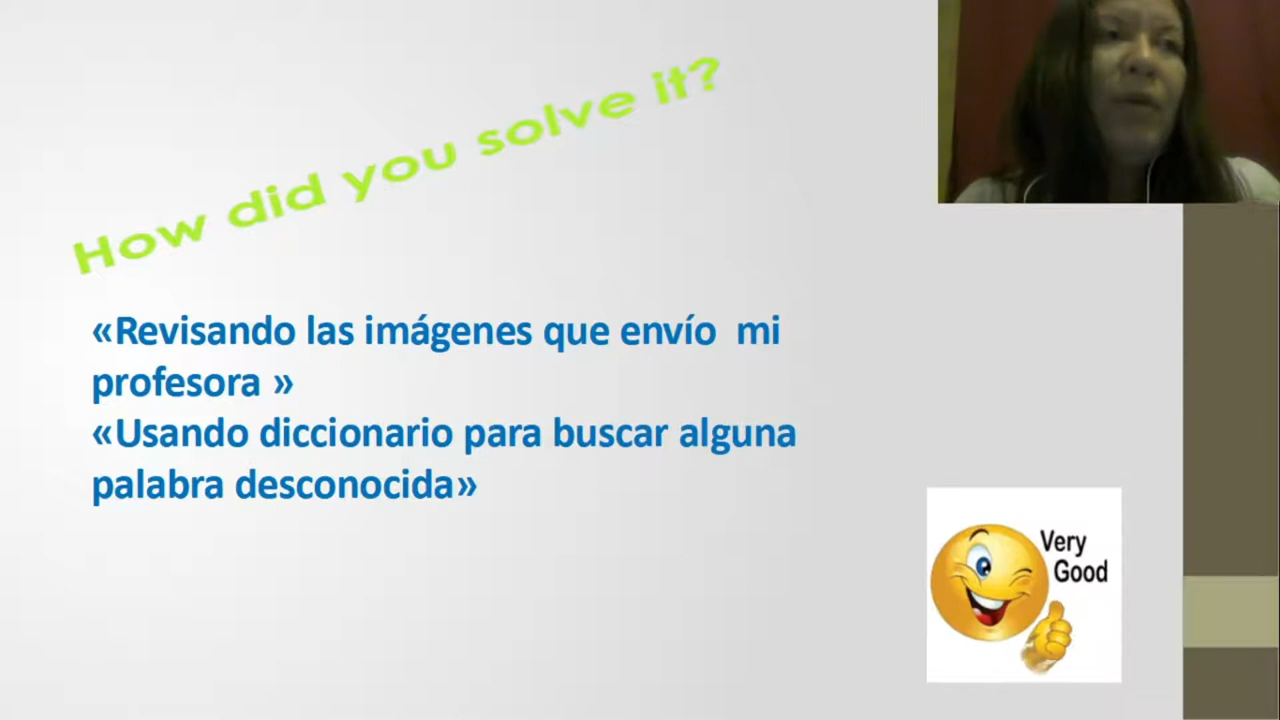 How did you solve it?
«Revisando las imágenes que envío  mi
profesora »
«Usando diccionario para buscar alguna
palabra desconocida»
Very
Good